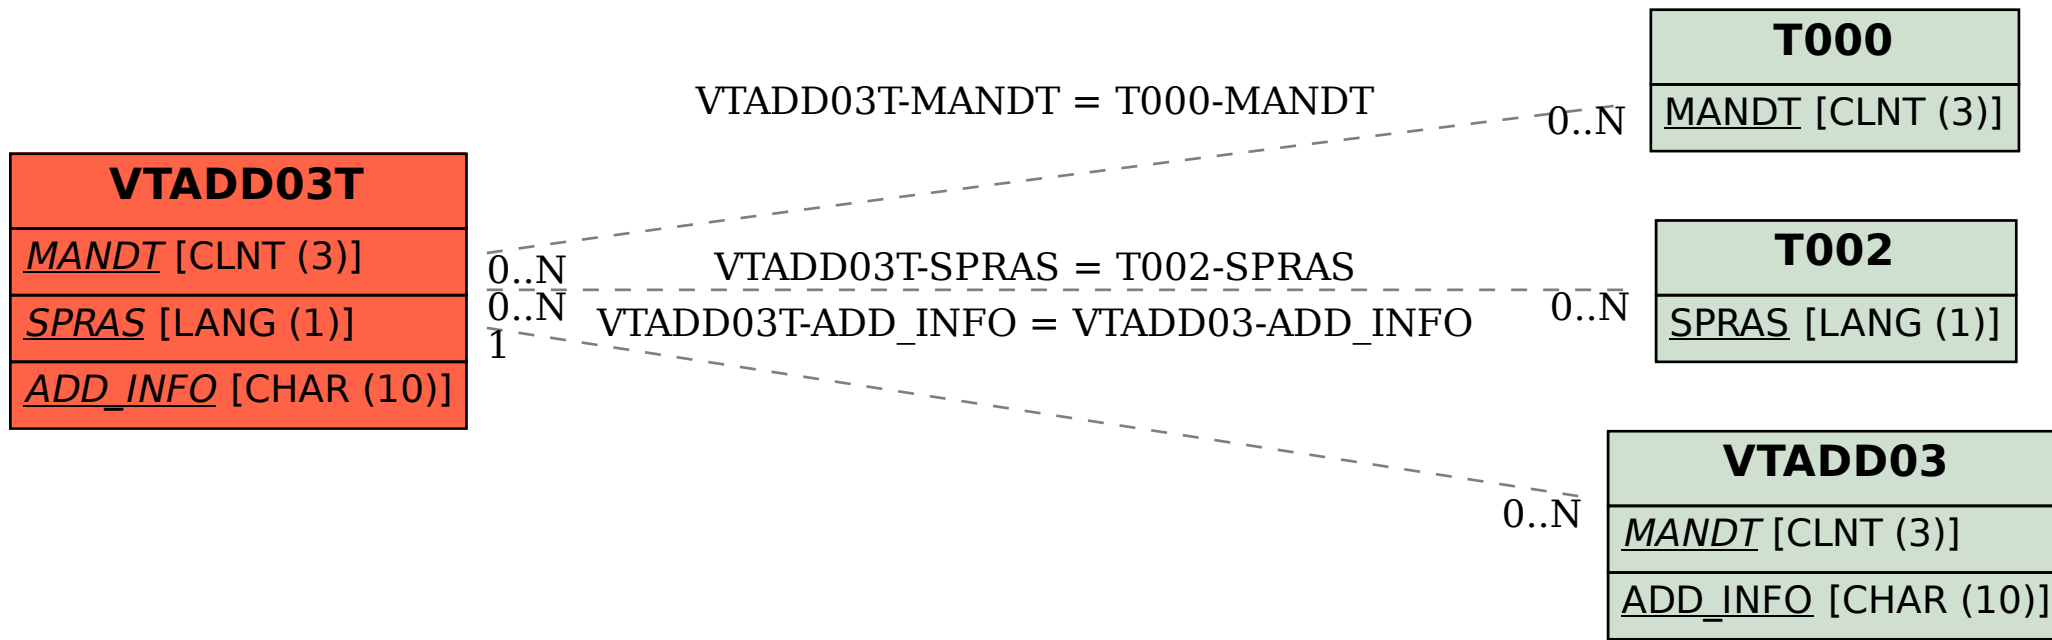 VTADD03T
MANDT [CLNT (3)]
SPRAS [LANG (1)]
ADD_INFO [CHAR (10)]
VTADD03T-MANDT = T000-MANDT
0..N
0..N
VTADD03T-SPRAS = T002-SPRAS
0..N
0..N
VTADD03T-ADD_INFO = VTADD03-ADD_INFO
1
0..N
T000
MANDT [CLNT (3)]
T002
SPRAS [LANG (1)]
VTADD03
MANDT [CLNT (3)]
ADD_INFO [CHAR (10)]